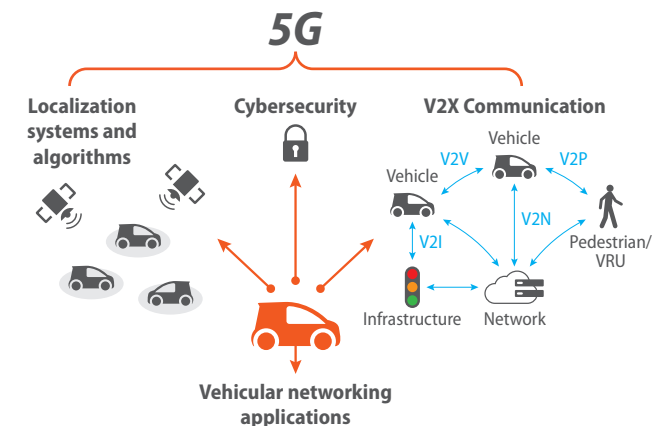 5G
Localization
systems and
algorithms
Cybersecurity
V2X Communication
Vehicle
V2V
V2P
Vehicle
V2N
V2I
Pedestrian/
VRU
Infrastructure
Network
Vehicular networking
applications